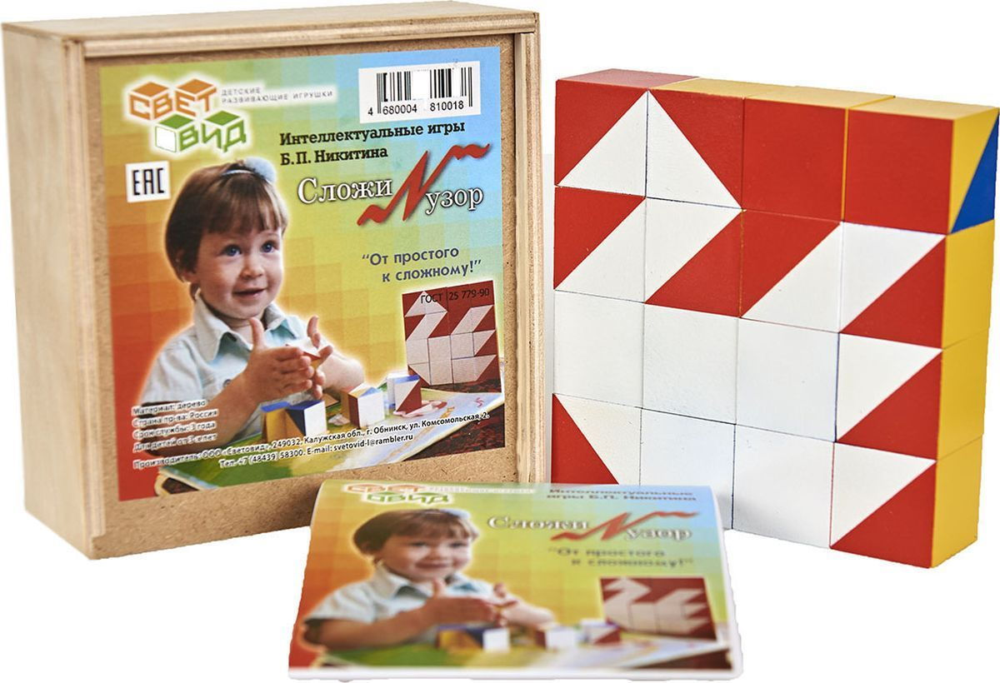 СВЕТ
ОВИД
ДЕТСКИЕ
РАЗВИВАЮЩИЕ ИГРУШКИ
4 680004 810018
Интеллектуальные игры
Б.П. Никитина
EAC
Сложи
узор
"От простого
к сложному!"
ГОСТ 25 779-90
Материал: дерево
Страна пр-ва: Россия
Срок службы: 3 года
Для детей от 3-х лет
Производитель: ООО «Световид», 249032, Калужская обл., г. Обнинск, ул. Комсомольская, 2.
Тел.+7 (48439) 58300. E-mail: svetovid-l@rambler.ru
СВЕТ
ОВИД
Интеллектуальные
игры Б.П. Никитина
Сложи
узор
"От простого
к сложному!"